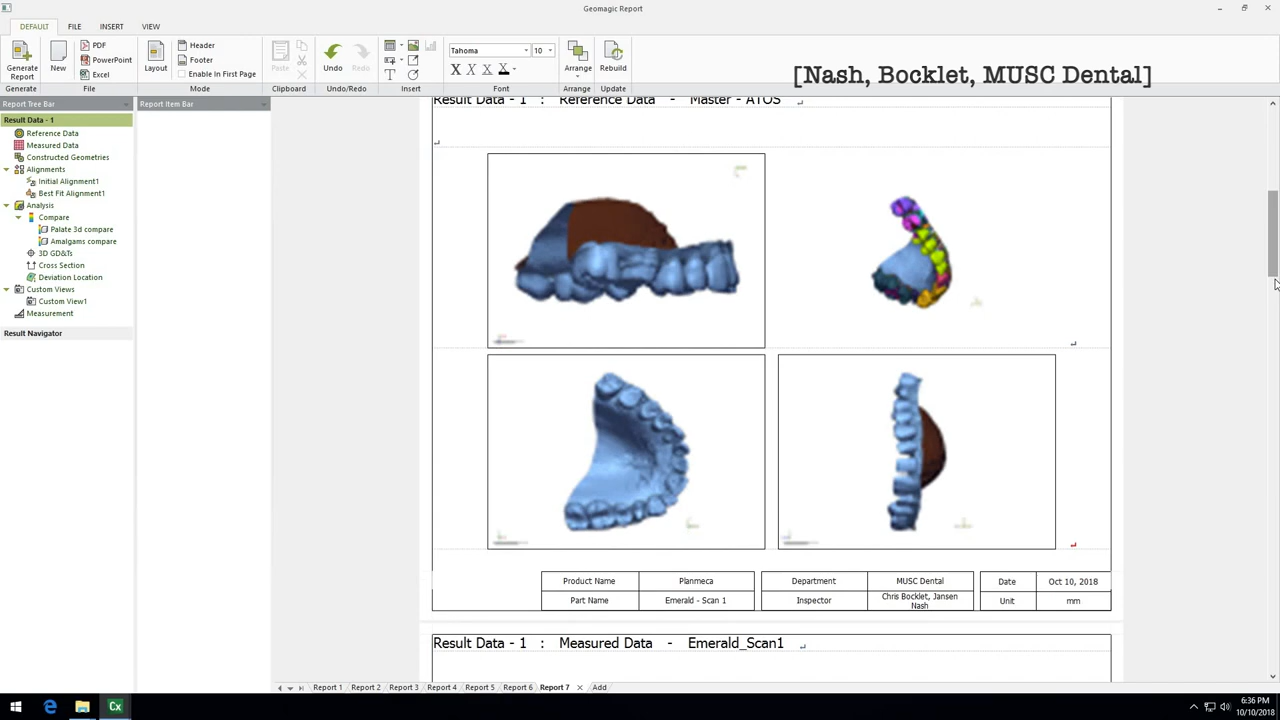 Geomagic Report
DEFAULT FILE INSERT VIEW
Generate Report
New
PDF
PowerPoint
Excel
Layout
Header
Footer
Enable In First Page
Paste
Undo
Redo
Tahoma 10
X X X A
Arrange
Rebuild
Generate File Mode Clipboard Undo/Redo Insert Font Arrange Update
[Nash, Bocklet, MUSC Dental]
Report Tree Bar
Report Item Bar
Result Data - 1
Reference Data
Measured Data
Constructed Geometries
Alignments
Initial Alignment1
Best Fit Alignment1
Analysis
Compare
Palate 3d compare
Amalgams compare
3D GD&Ts
Cross Section
Deviation Location
Custom Views
Custom View1
Measurement
Result Navigator
Result Data - 1 : Reference Data - Master - ATOS
Product Name Planmeca Department MUSC Dental Date Oct 10, 2018
Part Name Emerald - Scan 1 Inspector Chris Bocklet, Jansen Nash Unit mm
Result Data - 1 : Measured Data - Emerald_Scan1
Report 1 Report 2 Report 3 Report 4 Report 5 Report 6 Report 7 Add
6:36 PM
10/10/2018